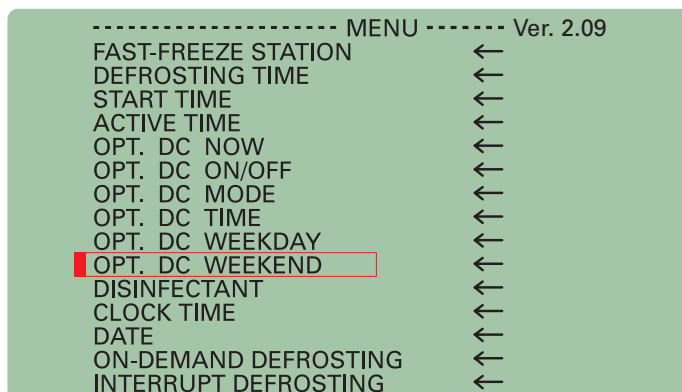 -------------------- MENU ------- Ver. 2.09
FAST-FREEZE STATION ←
DEFROSTING TIME ←
START TIME ←
ACTIVE TIME ←
OPT. DC NOW ←
OPT. DC ON/OFF ←
OPT. DC MODE ←
OPT. DC TIME ←
OPT. DC WEEKDAY ←
OPT. DC WEEKEND ←
DISINFECTANT ←
CLOCK TIME ←
DATE ←
ON-DEMAND DEFROSTING ←
INTERRUPT DEFROSTING ←